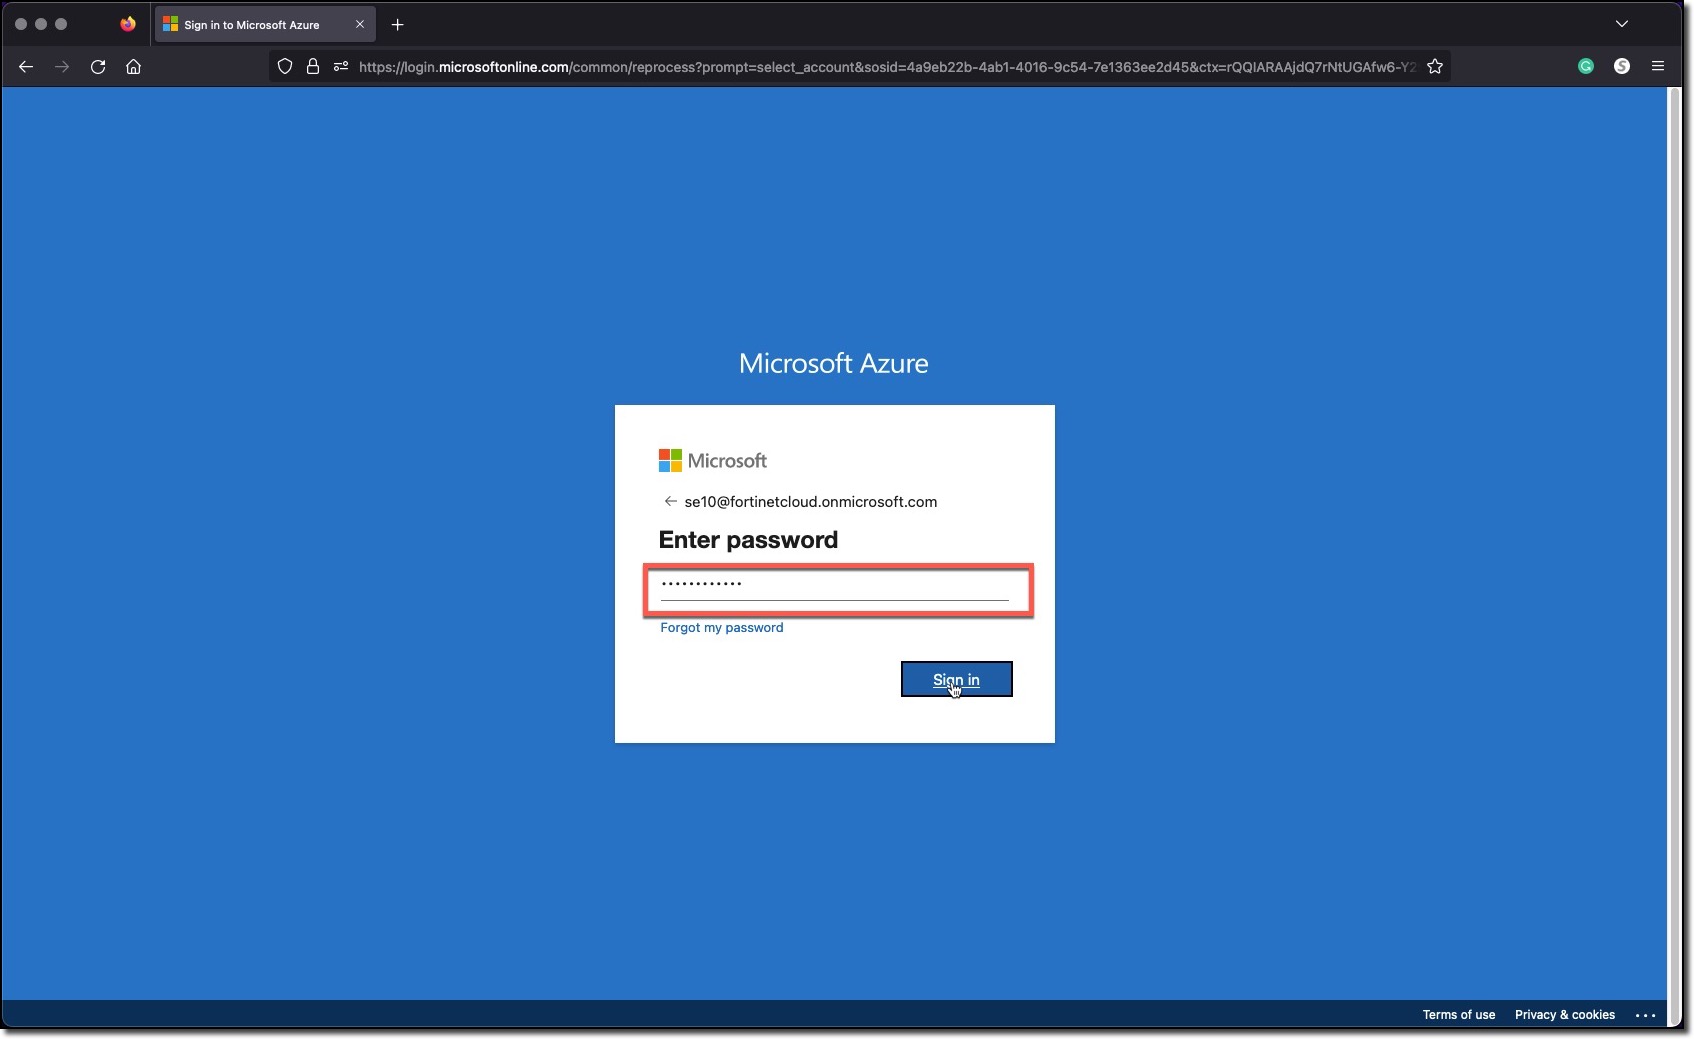 Sign in to Microsoft Azure
https://login.microsoftonline.com/common/reprocess?prompt=select_account&sosid=4a9eb22b-4ab1-4016-9c54-7e1363ee2d45&ctx=rQQIARAAjdQ7rNtUGAfw6-Y2
Microsoft Azure
Microsoft
← se10@fortinetcloud.onmicrosoft.com
Enter password
••••••••••••
Forgot my password
Sign in
Terms of use Privacy & cookies ...